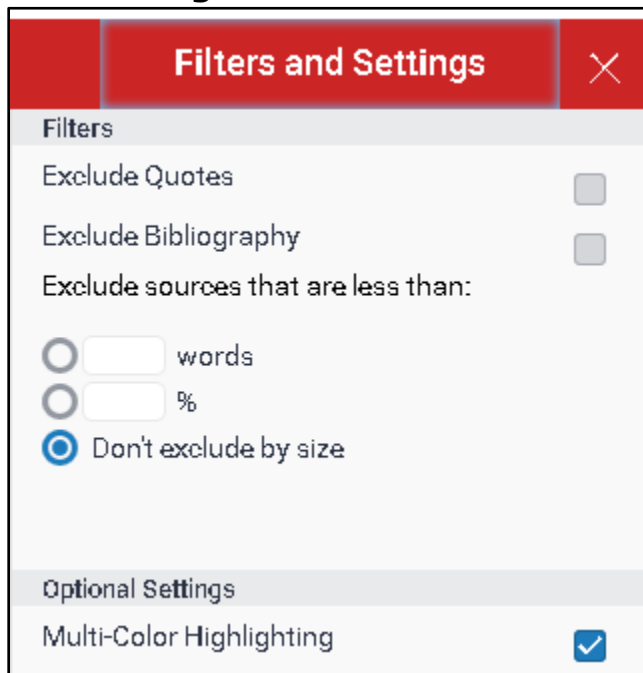 Filters and Settings
Filters
Exclude Quotes
Exclude Bibliography
Exclude sources that are less than:
words
%
Don't exclude by size
Optional Settings
Multi-Color Highlighting